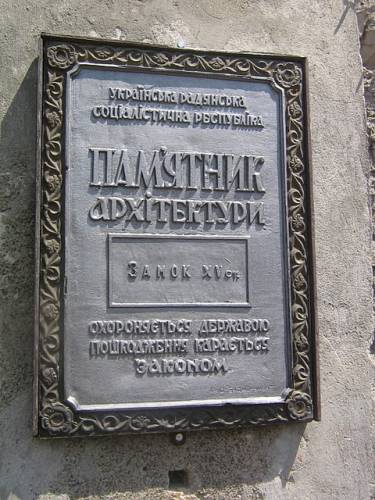 Українська Радянська
Соціалістична Республіка
ПАМ'ЯТНИК
АРХІТЕКТУРИ
ЗАМОК XV ст.
ОХОРОНЯЄТЬСЯ ДЕРЖАВОЮ
ПОШКОДЖЕННЯ КАРАЄТЬСЯ
ЗАКОНОМ